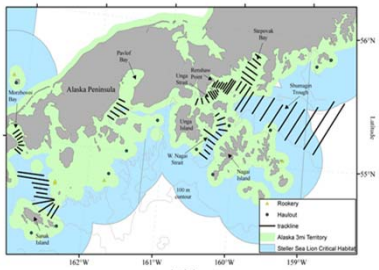 56°N
Stepovak
Bay
Pavlof
Bay
Renshaw
Point
Unga
Strait
Morzhovoi
Bay
Alaska Peninsula
Shumagin
Trough
Latitude
Unga
Island
W. Nagai
Strait
Nagai
Island
55°N
100 m
contour
Sanak
Island
Rookery
Haulout
trackline
Alaska 3mi Territory
Steller Sea Lion Critical Habitat
162°W
161°W
160°W
159°W